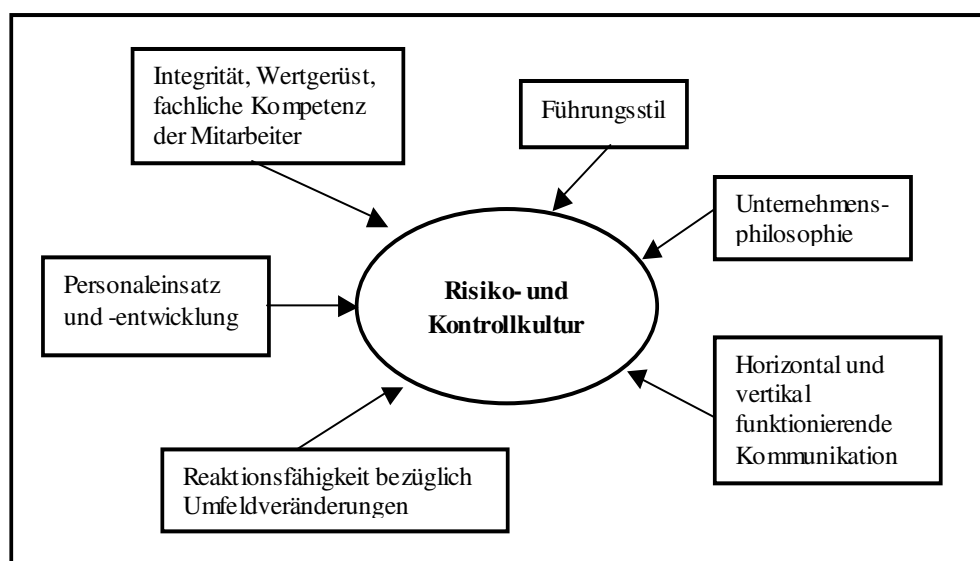 Integrität, Wertgerüst,
fachliche Kompetenz
der Mitarbeiter
Führungsstil
Unternehmens-
philosophie
Personaleinsatz
und -entwicklung
Risiko- und
Kontrollkultur
Horizontal und
vertikal
funktionierende
Kommunikation
Reaktionsfähigkeit bezüglich
Umfeldveränderungen